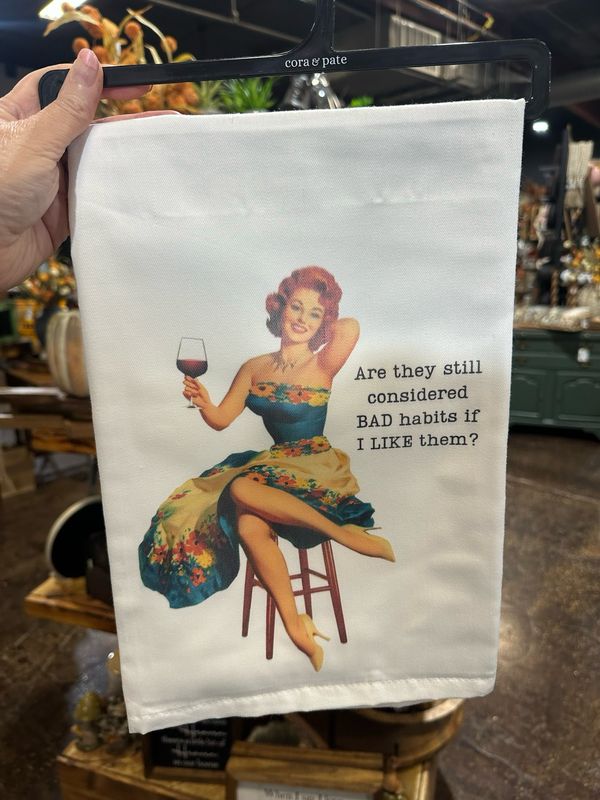 cora & pate
Are they still
considered
BAD habits if
I LIKE them?